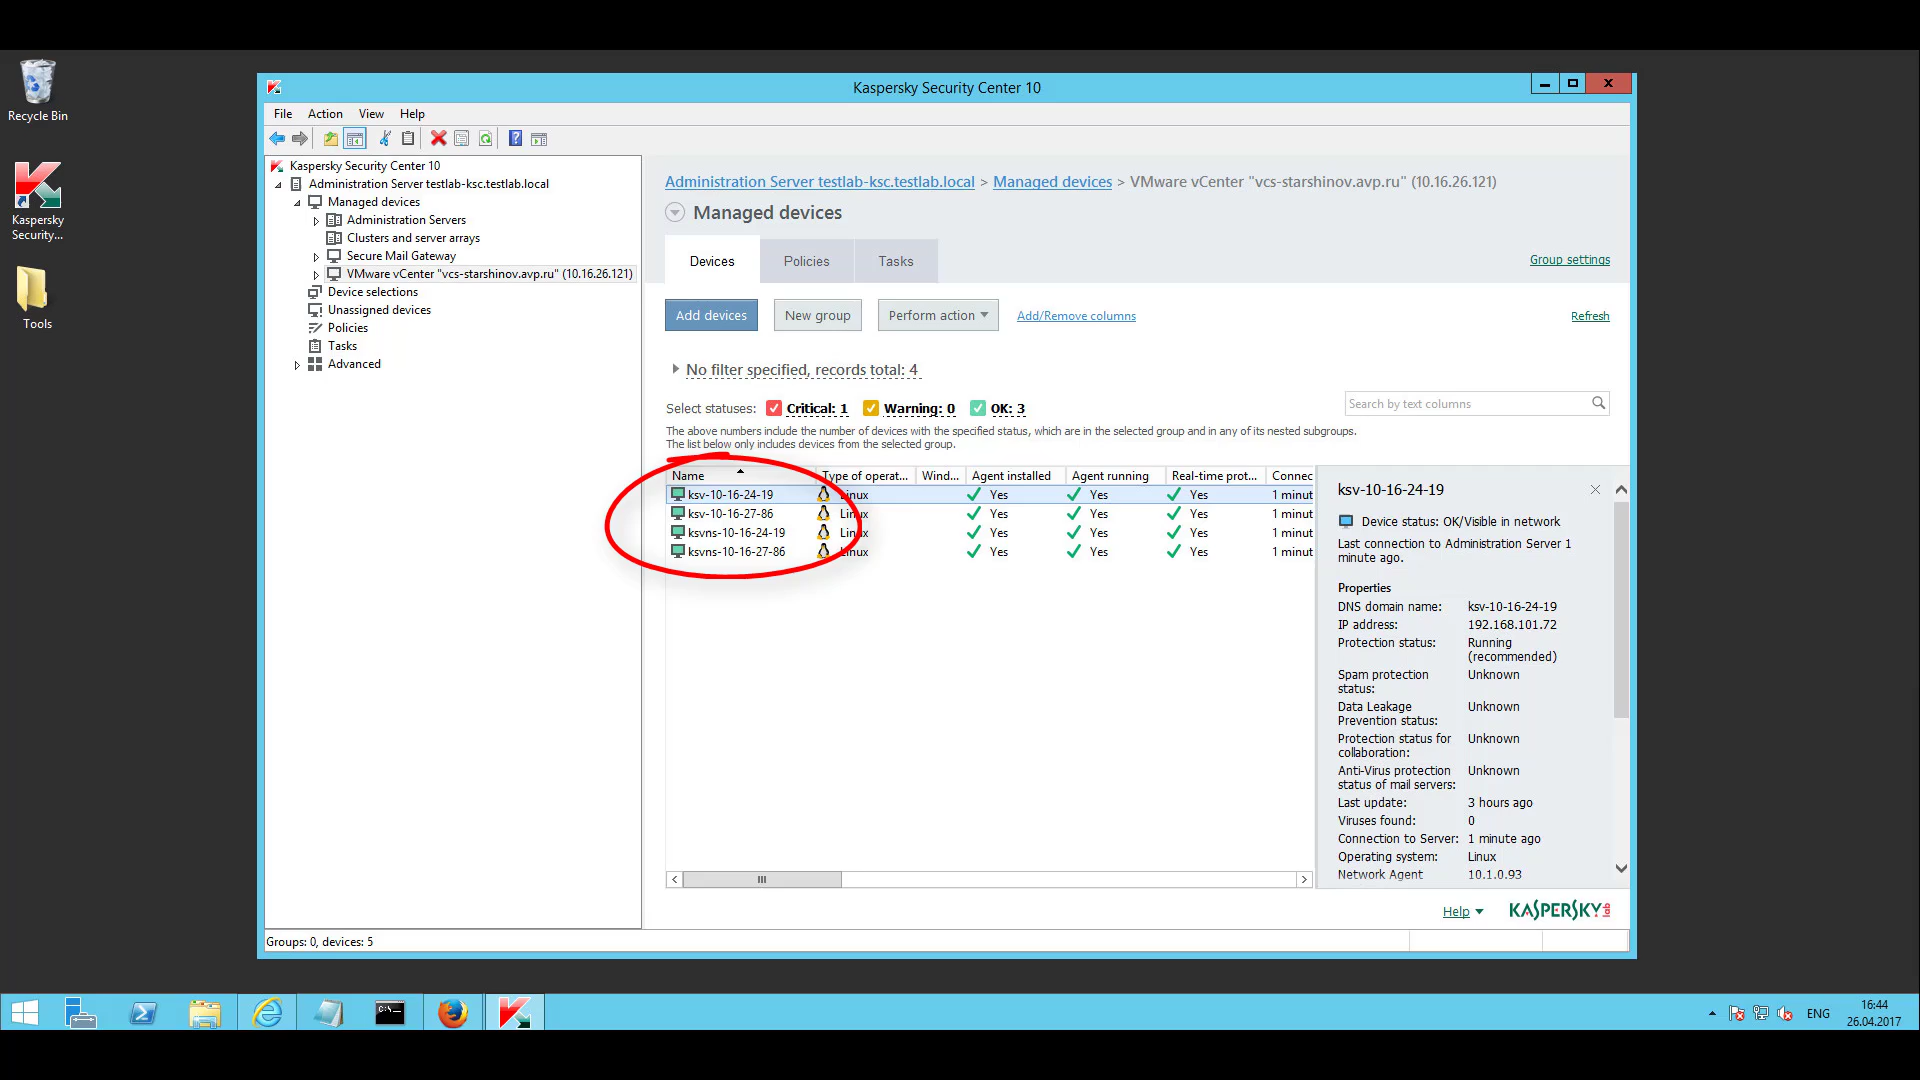 Recycle Bin
Kaspersky
Security...
Tools
Kaspersky Security Center 10
File Action View Help
Kaspersky Security Center 10
Administration Server testlab-ksc.testlab.local
Managed devices
Administration Servers
Clusters and server arrays
Secure Mail Gateway
VMware vCenter "vcs-starshinov.avp.ru" (10.16.26.121)
Device selections
Unassigned devices
Policies
Tasks
Advanced
Administration Server testlab-ksc.testlab.local > Managed devices > VMware vCenter "vcs-starshinov.avp.ru" (10.16.26.121)
Managed devices
Devices Policies Tasks
Group settings
Add devices New group Perform action Add/Remove columns Refresh
No filter specified, records total: 4
Select statuses: Critical: 1 Warning: 0 OK: 3
Search by text columns
The above numbers include the number of devices with the specified status, which are in the selected group and in any of its nested subgroups.
The list below only includes devices from the selected group.
Name Type of operat... Wind... Agent installed Agent running Real-time prot... Connec
ksv-10-16-24-19 Linux Yes Yes Yes 1 minut
ksv-10-16-27-86 Linux Yes Yes Yes 1 minut
ksvns-10-16-24-19 Linux Yes Yes Yes 1 minut
ksvns-10-16-27-86 Linux Yes Yes Yes 1 minut
ksv-10-16-24-19
Device status: OK/Visible in network
Last connection to Administration Server 1
minute ago.
Properties
DNS domain name: ksv-10-16-24-19
IP address: 192.168.101.72
Protection status: Running
(recommended)
Spam protection Unknown
status:
Data Leakage Unknown
Prevention status:
Protection status for Unknown
collaboration:
Anti-Virus protection Unknown
status of mail servers:
Last update: 3 hours ago
Viruses found: 0
Connection to Server: 1 minute ago
Operating system: Linux
Network Agent 10.1.0.93
Help
KASPERSKY lab
Groups: 0, devices: 5
ENG
16:44
26.04.2017